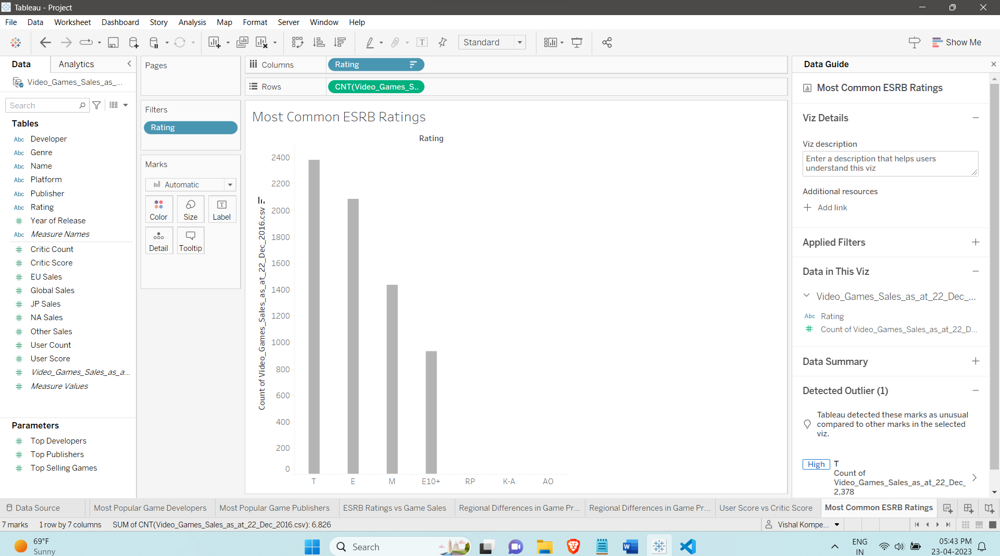 Tableau - Project
File Data Worksheet Dashboard Story Analysis Map Format Server Window Help
Standard
Show Me
Data Analytics
Video_Games_Sales_as_...
Search
Tables
Abc Developer
Abc Genre
Abc Name
Abc Platform
Abc Publisher
Abc Rating
# Year of Release
Abc Measure Names
# Critic Count
# Critic Score
# EU Sales
# Global Sales
# JP Sales
# NA Sales
# Other Sales
# User Count
# User Score
# Video_Games_Sales_as_a...
# Measure Values
Parameters
# Top Developers
# Top Publishers
# Top Selling Games
Pages
Filters
Rating
Marks
Automatic
Color Size Label
Detail Tooltip
Columns Rating
Rows CNT(Video_Games_S..
Most Common ESRB Ratings
Rating
Count of Video_Games_Sales_as_at_22_Dec_2016.csv
2400
2200
2000
1800
1600
1400
1200
1000
800
600
400
200
0
T E M E10+ RP K-A AO
Data Guide
Most Common ESRB Ratings
Viz Details
Viz description
Enter a description that helps users
understand this viz
Additional resources
Add link
Applied Filters
Data in This Viz
Video_Games_Sales_as_at_22_Dec_...
Abc Rating
# Count of Video_Games_Sales_as_at_22_D...
Data Summary
Detected Outlier (1)
Tableau detected these marks as unusual
compared to other marks in the selected
viz.
High T
Count of
Video_Games_Sales_as_at_22_Dec_
2,378
Data Source Most Popular Game Developers Most Popular Game Publishers ESRB Ratings vs Game Sales Regional Differences in Game Pr... Regional Differences in Game Pr... User Score vs Critic Score Most Common ESRB Ratings
7 marks 1 row by 7 columns SUM of CNT(Video_Games_Sales_as_at_22_Dec_2016.csv): 6,826
Vishal Kompe...
69°F
Sunny
Search
ENG
IN
05:43 PM
23-04-2023